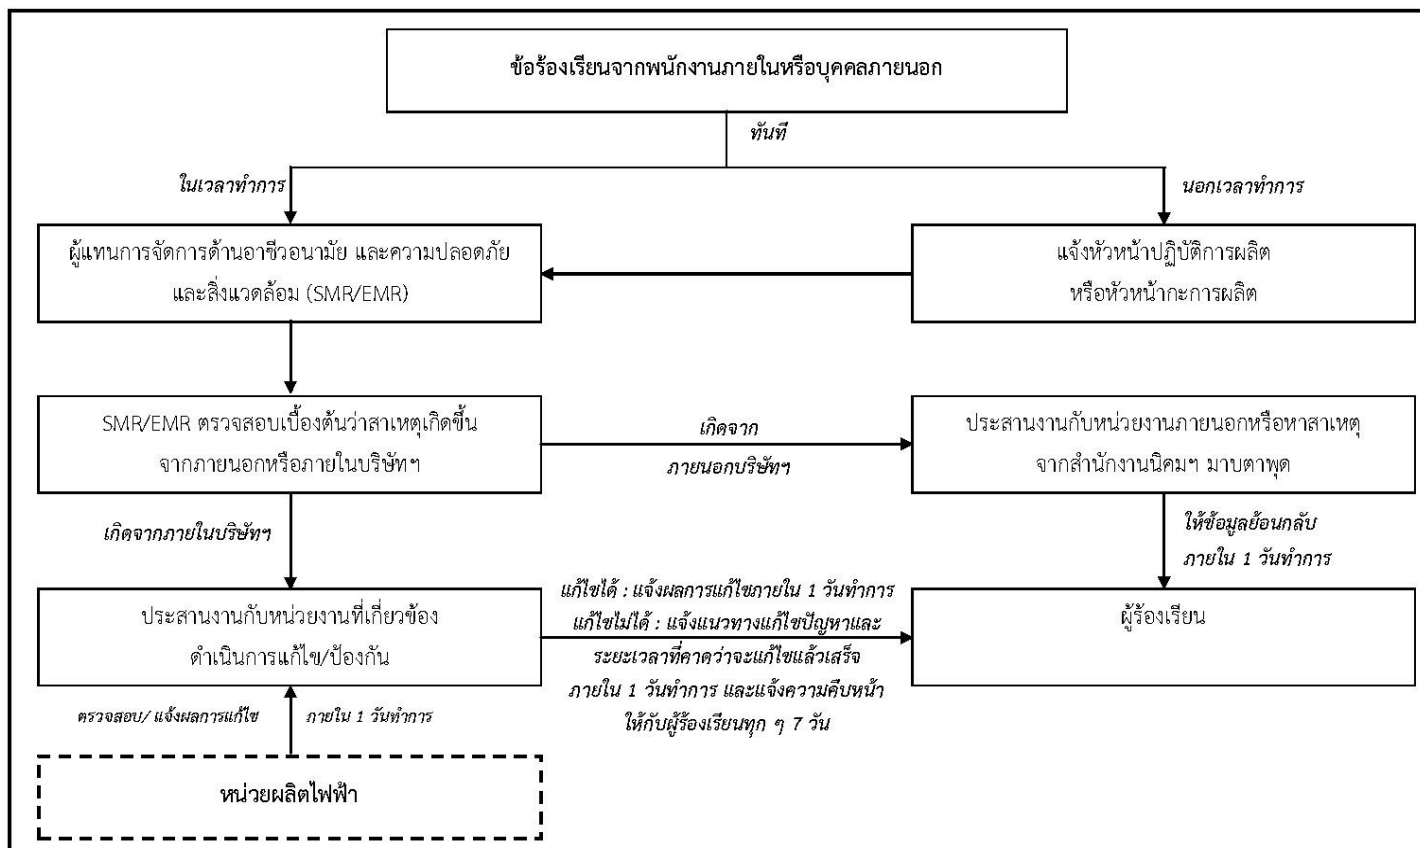 ข้อร้องเรียนจากพนักงานภายในหรือบุคคลภายนอก
ทันที
ในเวลาทำการ
นอกเวลาทำการ
ผู้แทนการจัดการด้านอาชีวอนามัย และความปลอดภัย
และสิ่งแวดล้อม (SMR/EMR)
แจ้งหัวหน้าปฏิบัติการผลิต
หรือหัวหน้ากะการผลิต
SMR/EMR ตรวจสอบเบื้องต้นว่าสาเหตุเกิดขึ้น
จากภายนอกหรือภายในบริษัทฯ
เกิดจาก
ภายนอกบริษัทฯ
ประสานงานกับหน่วยงานภายนอกหรือหาสาเหตุ
จากสำนักงานนิคมฯ มาบตาพุด
เกิดจากภายในบริษัทฯ
ให้ข้อมูลย้อนกลับ
ภายใน 1 วันทำการ
ประสานงานกับหน่วยงานที่เกี่ยวข้อง
ดำเนินการแก้ไข/ป้องกัน
แก้ไขได้ : แจ้งผลการแก้ไขภายใน 1 วันทำการ
แก้ไขไม่ได้ : แจ้งแนวทางแก้ไขปัญหาและ
ระยะเวลาที่คาดว่าจะแก้ไขแล้วเสร็จ
ภายใน 1 วันทำการ และแจ้งความคืบหน้า
ให้กับผู้ร้องเรียนทุก ๆ 7 วัน
ผู้ร้องเรียน
ตรวจสอบ/ แจ้งผลการแก้ไข
ภายใน 1 วันทำการ
หน่วยผลิตไฟฟ้า